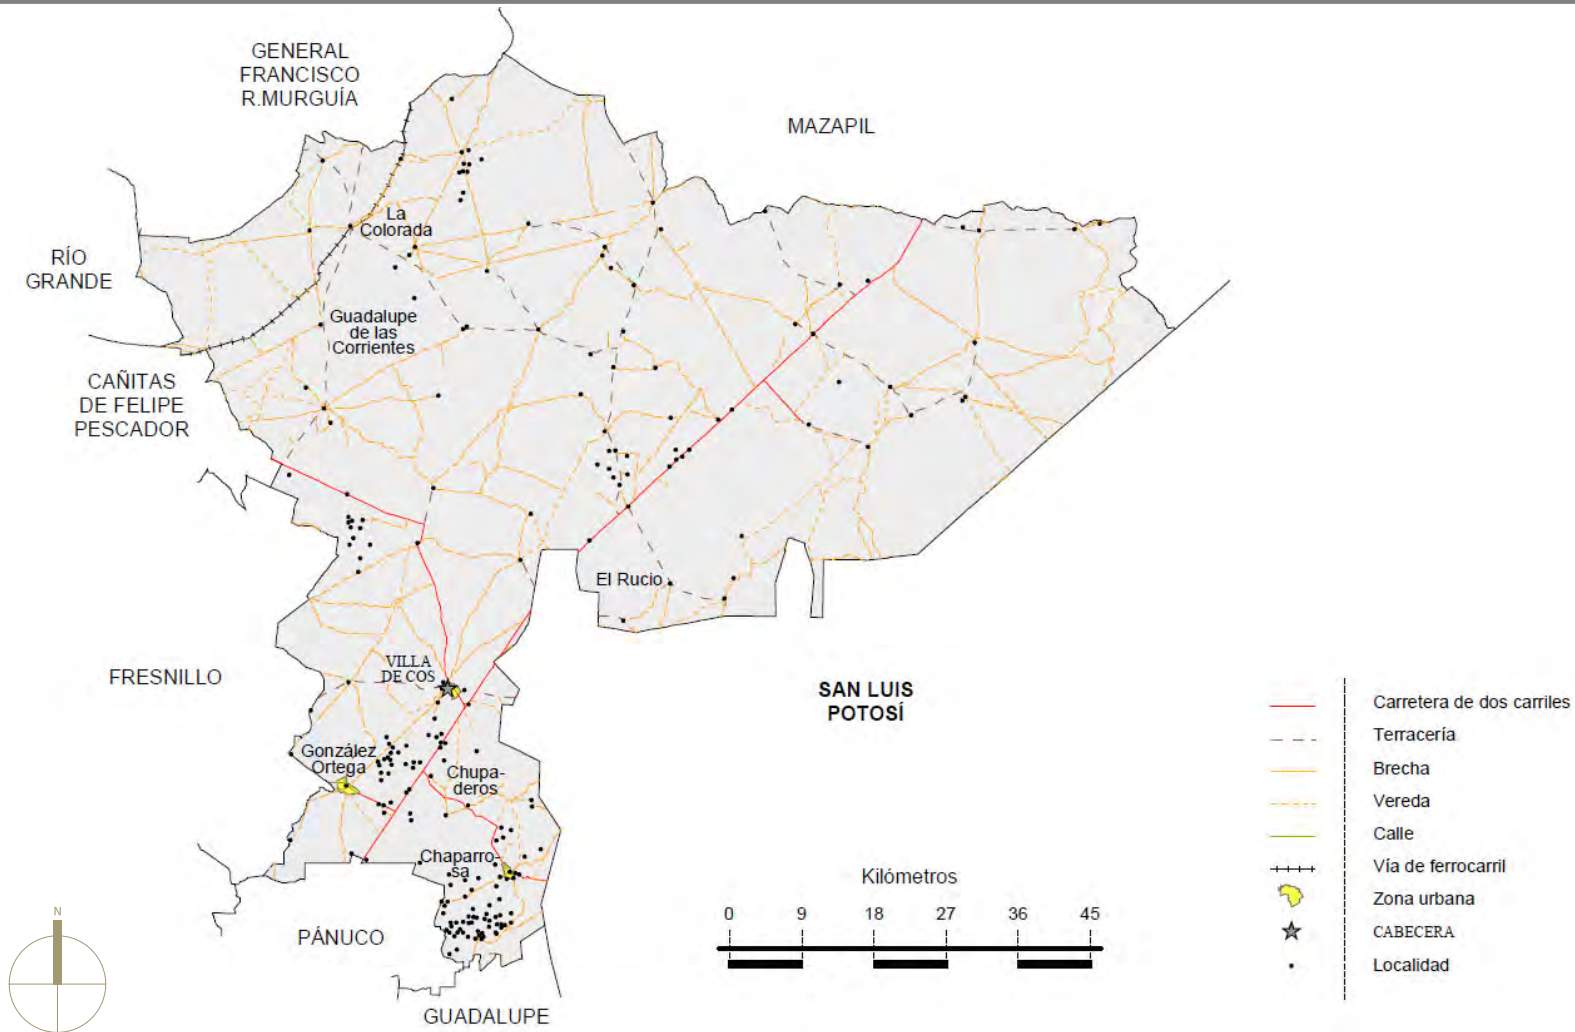 GENERAL
FRANCISCO
R.MURGUÍA
MAZAPIL
La
Colorada
RÍO
GRANDE
Guadalupe
de las
Corrientes
CAÑITAS
DE FELIPE
PESCADOR
El Rucio
FRESNILLO
VILLA
DE COS
SAN LUIS
POTOSÍ
González
Ortega
Chupa-
deros
Chaparro-
sa
PÁNUCO
GUADALUPE
N
Kilómetros
0 9 18 27 36 45
Carretera de dos carriles
Terracería
Brecha
Vereda
Calle
Vía de ferrocarril
Zona urbana
CABECERA
Localidad